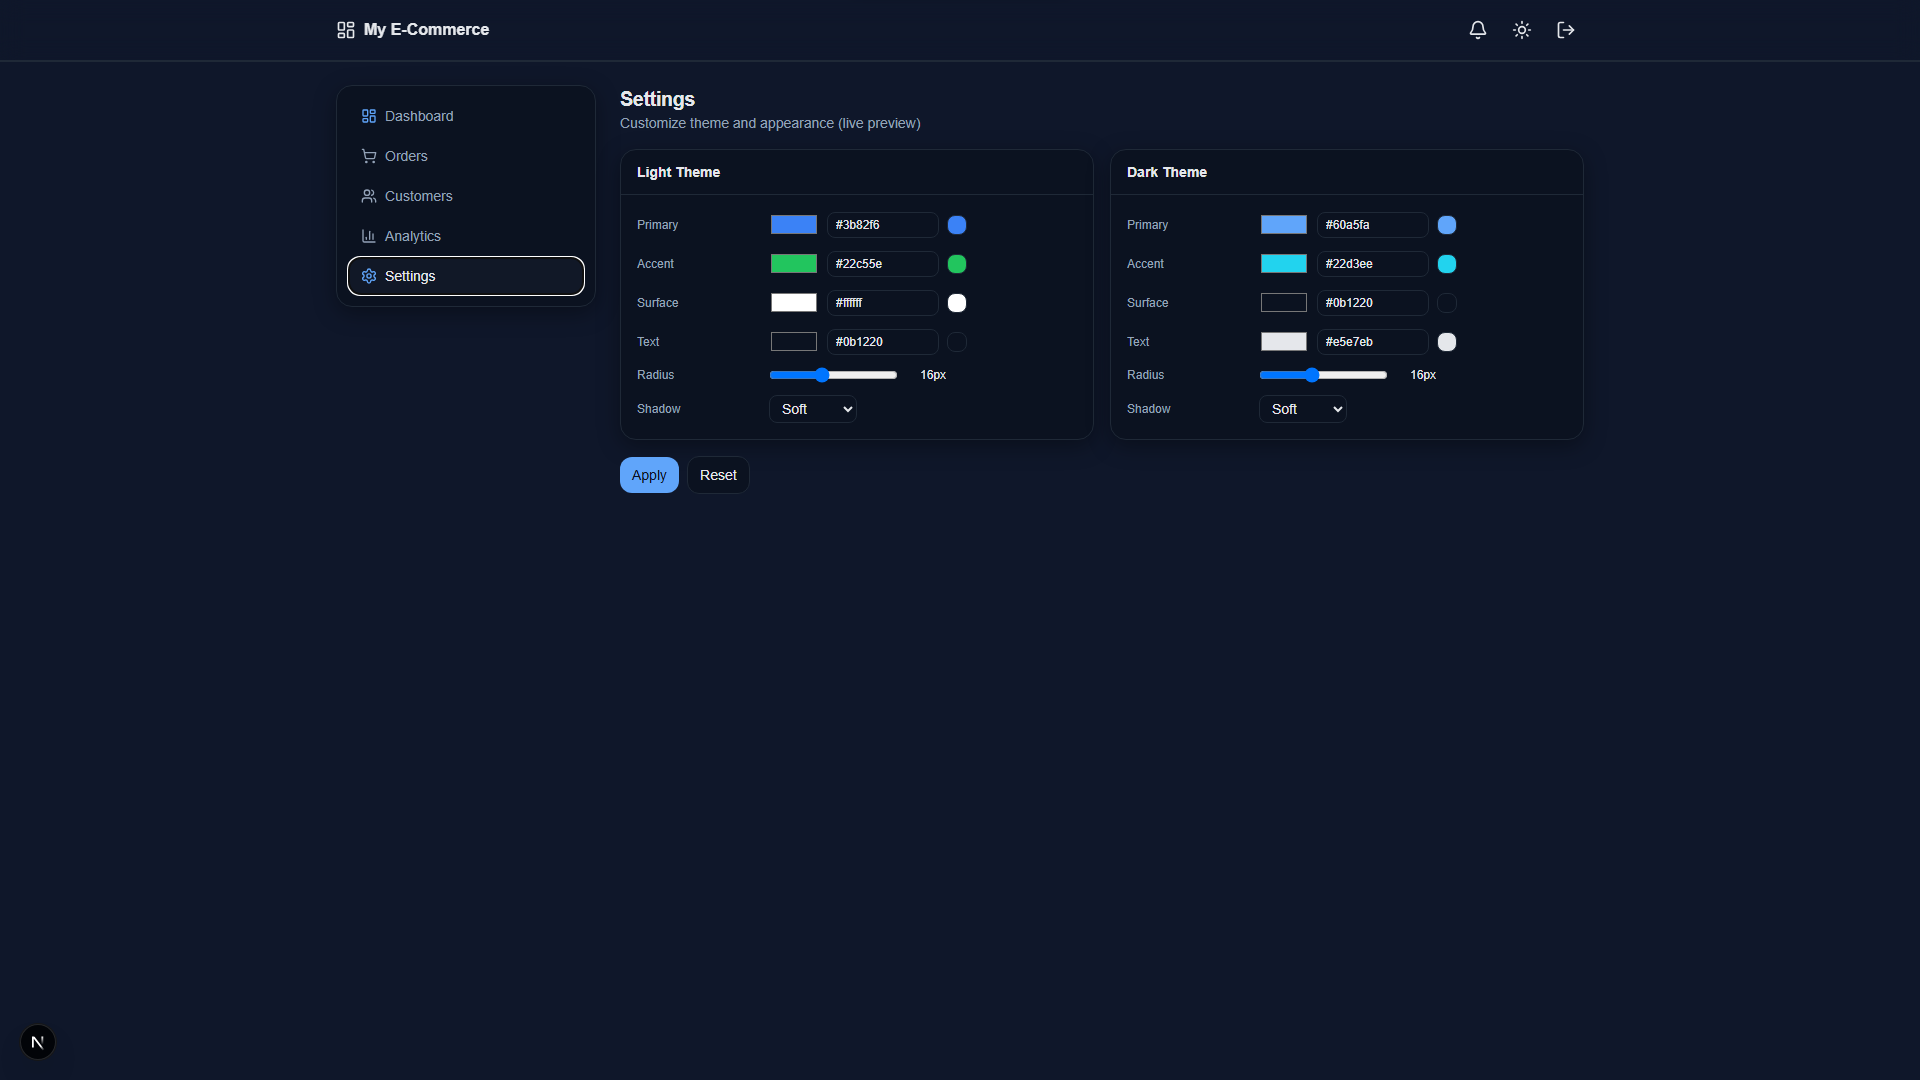 My E-Commerce
Dashboard
Orders
Customers
Analytics
Settings
Settings
Customize theme and appearance (live preview)
Light Theme
Primary #3b82f6
Accent #22c55e
Surface #ffffff
Text #0b1220
Radius 16px
Shadow Soft
Dark Theme
Primary #60a5fa
Accent #22d3ee
Surface #0b1220
Text #e5e7eb
Radius 16px
Shadow Soft
Apply Reset
N